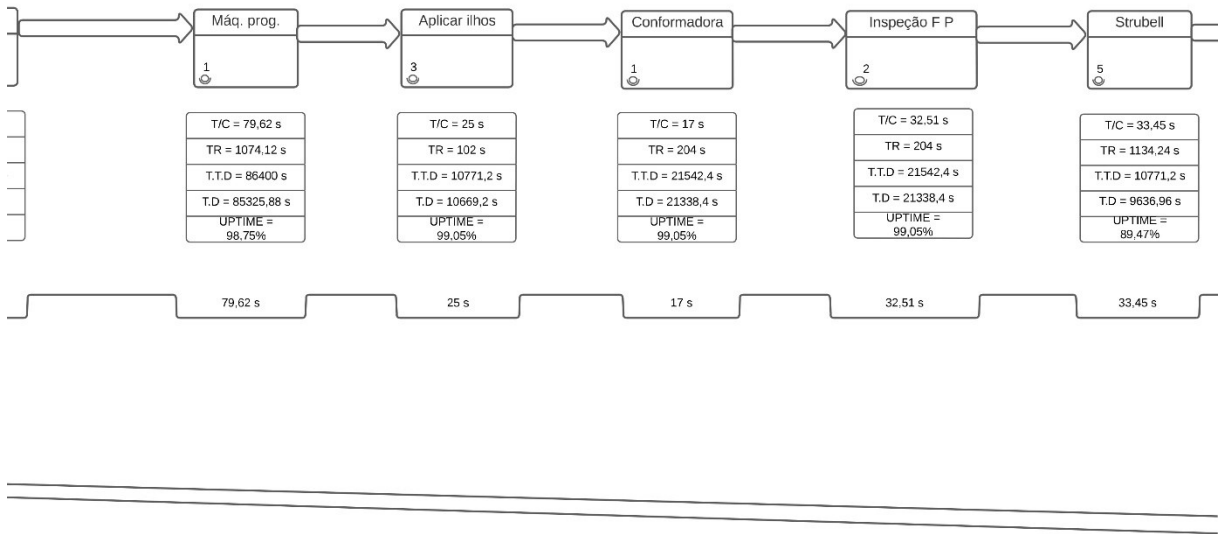 Máq. prog.
1
T/C = 79,62 s
TR = 1074,12 s
T.T.D = 86400 s
T.D = 85325,88 s
UPTIME =
98,75%
79,62 s
Aplicar ilhos
3
T/C = 25 s
TR = 102 s
T.T.D = 10771,2 s
T.D = 10669,2 s
UPTIME =
99,05%
25 s
Conformadora
1
T/C = 17 s
TR = 204 s
T.T.D = 21542,4 s
T.D = 21338,4 s
UPTIME =
99,05%
17 s
Inspeção F P
2
T/C = 32,51 s
TR = 204 s
T.T.D = 21542,4 s
T.D = 21338,4 s
UPTIME =
99,05%
32,51 s
Strubell
5
T/C = 33,45 s
TR = 1134,24 s
T.T.D = 10771,2 s
T.D = 9636,96 s
UPTIME =
89,47%
33,45 s